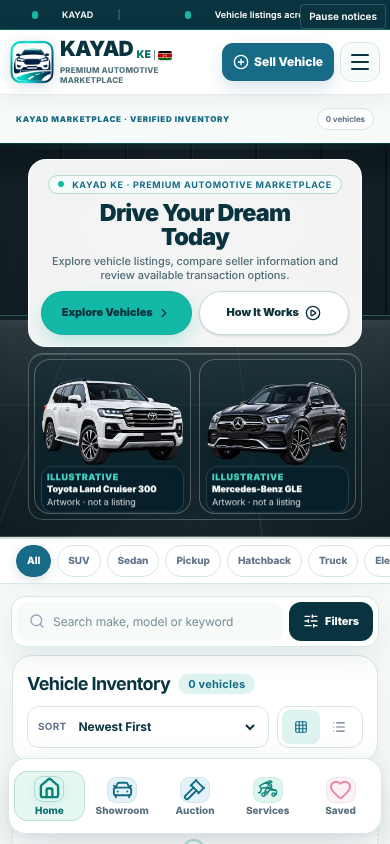 KAYAD
Vehicle listings acro
Pause notices
KAYAD KE
PREMIUM AUTOMOTIVE
MARKETPLACE
Sell Vehicle
KAYAD MARKETPLACE · VERIFIED INVENTORY
0 vehicles
KAYAD KE · PREMIUM AUTOMOTIVE MARKETPLACE
Drive Your Dream
Today
Explore vehicle listings, compare seller information and
review available transaction options.
Explore Vehicles
How It Works
ILLUSTRATIVE
Toyota Land Cruiser 300
Artwork · not a listing
ILLUSTRATIVE
Mercedes-Benz GLE
Artwork · not a listing
All
SUV
Sedan
Pickup
Hatchback
Truck
Ele
Search make, model or keyword
Filters
Vehicle Inventory
0 vehicles
SORT Newest First
Home
Showroom
Auction
Services
Saved